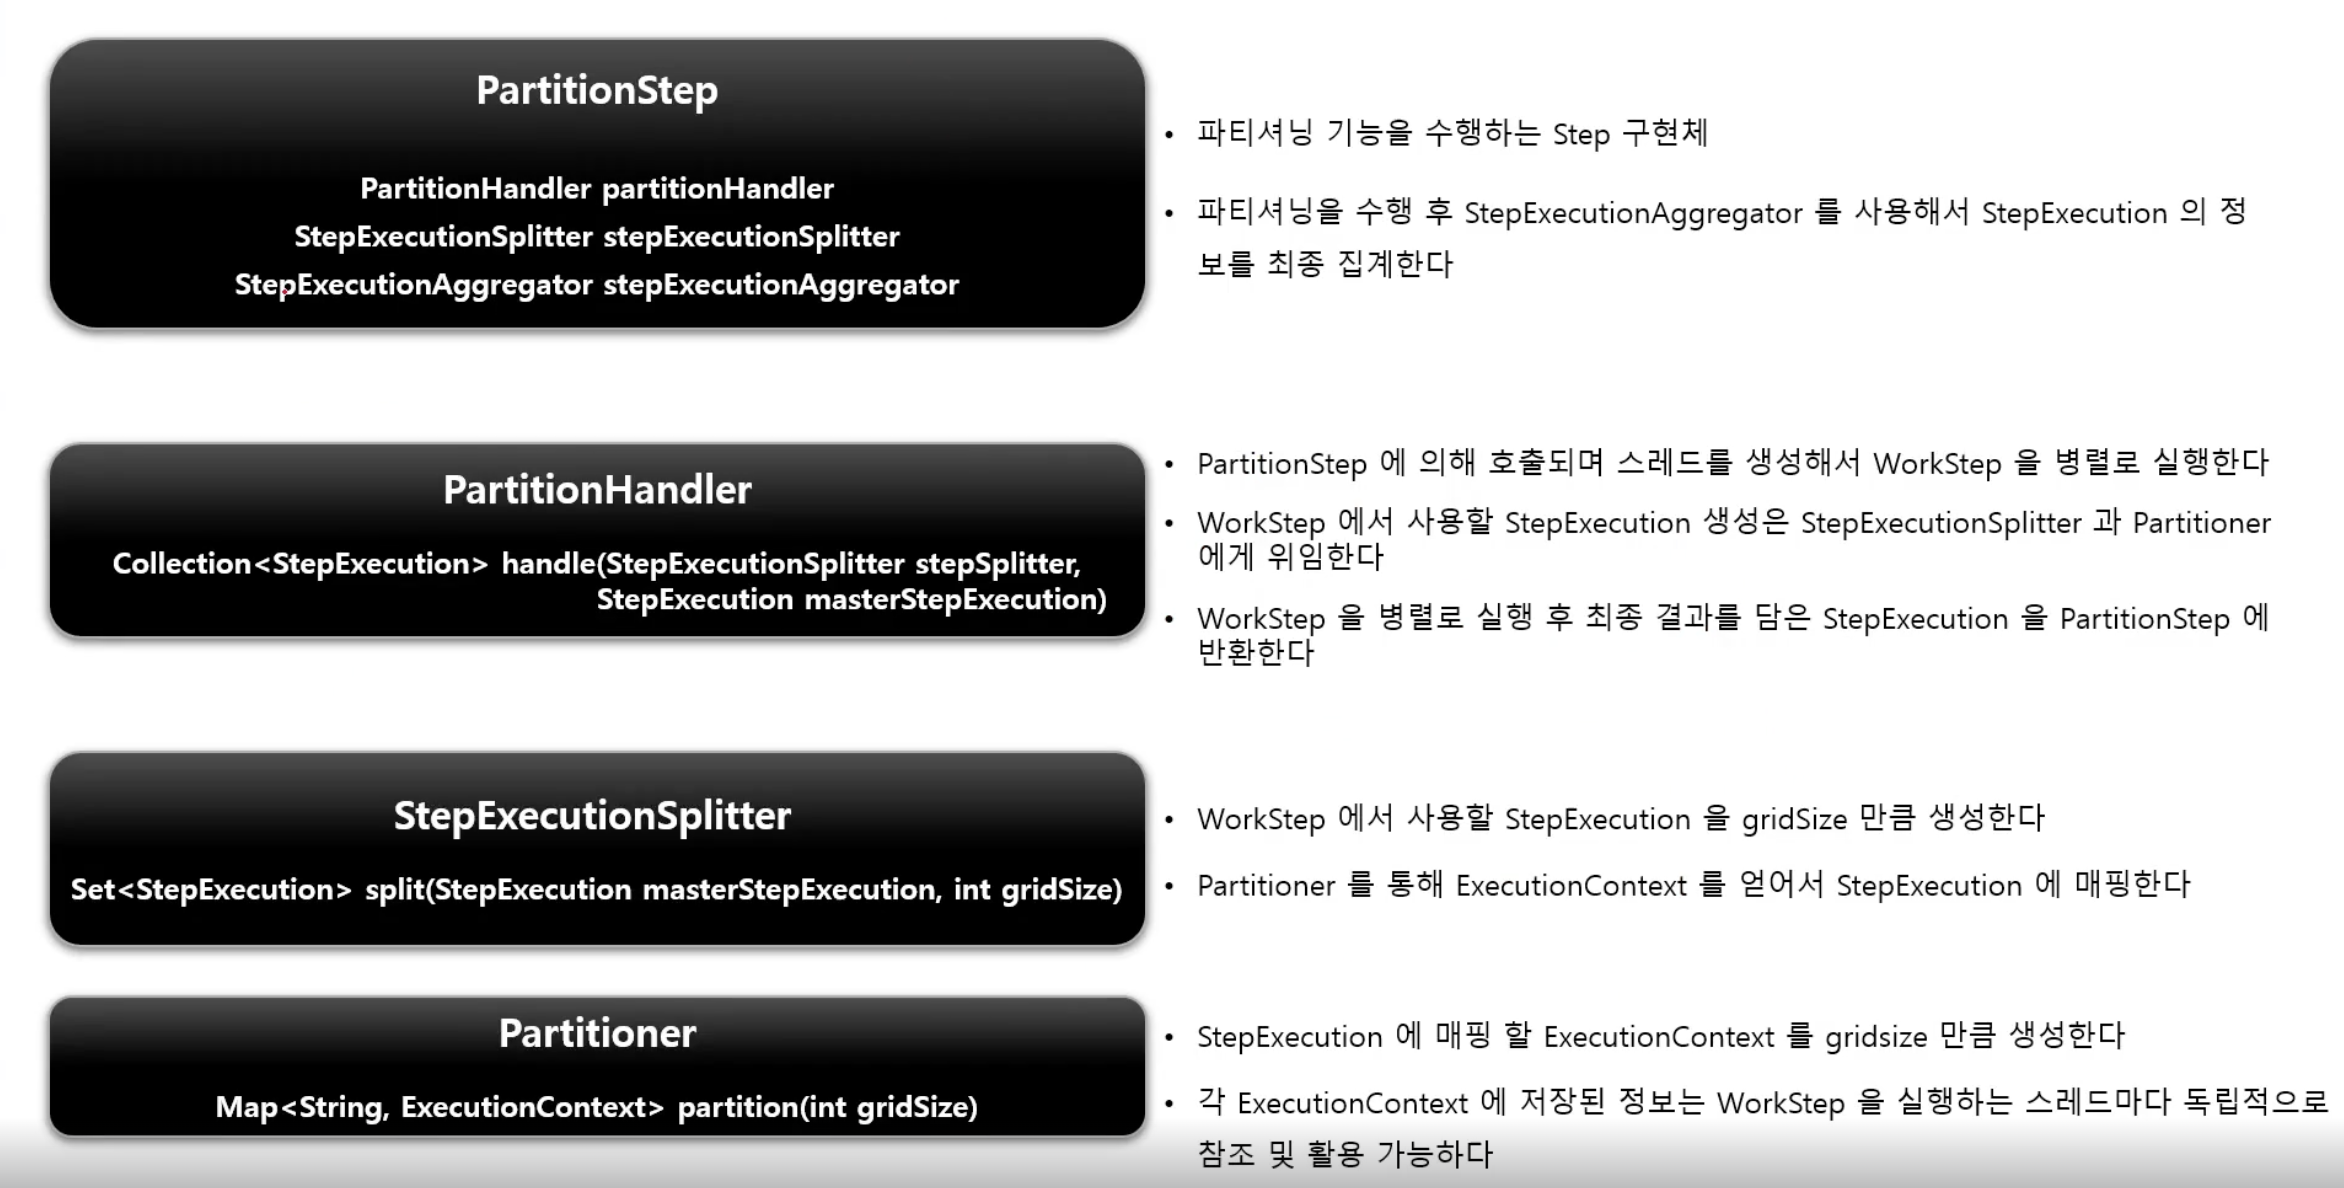 PartitionStep
PartitionHandler partitionHandler
StepExecutionSplitter stepExecutionSplitter
StepExecutionAggregator stepExecutionAggregator
• 파티셔닝 기능을 수행하는 Step 구현체
• 파티셔닝을 수행 후 StepExecutionAggregator 를 사용해서 StepExecution 의 정
보를 최종 집계한다
PartitionHandler
Collection<StepExecution> handle(StepExecutionSplitter stepSplitter,
StepExecution masterStepExecution)
• PartitionStep 에 의해 호출되며 스레드를 생성해서 WorkStep 을 병렬로 실행한다
• WorkStep 에서 사용할 StepExecution 생성은 StepExecutionSplitter 과 Partitioner
에게 위임한다
• WorkStep 을 병렬로 실행 후 최종 결과를 담은 StepExecution 을 PartitionStep 에
반환한다
StepExecutionSplitter
Set<StepExecution> split(StepExecution masterStepExecution, int gridSize)
• WorkStep 에서 사용할 StepExecution 을 gridSize 만큼 생성한다
• Partitioner 를 통해 ExecutionContext 를 얻어서 StepExecution 에 매핑한다
Partitioner
Map<String, ExecutionContext> partition(int gridSize)
• StepExecution 에 매핑 할 ExecutionContext 를 gridsize 만큼 생성한다
• 각 ExecutionContext 에 저장된 정보는 WorkStep 을 실행하는 스레드마다 독립적으로
참조 및 활용 가능하다